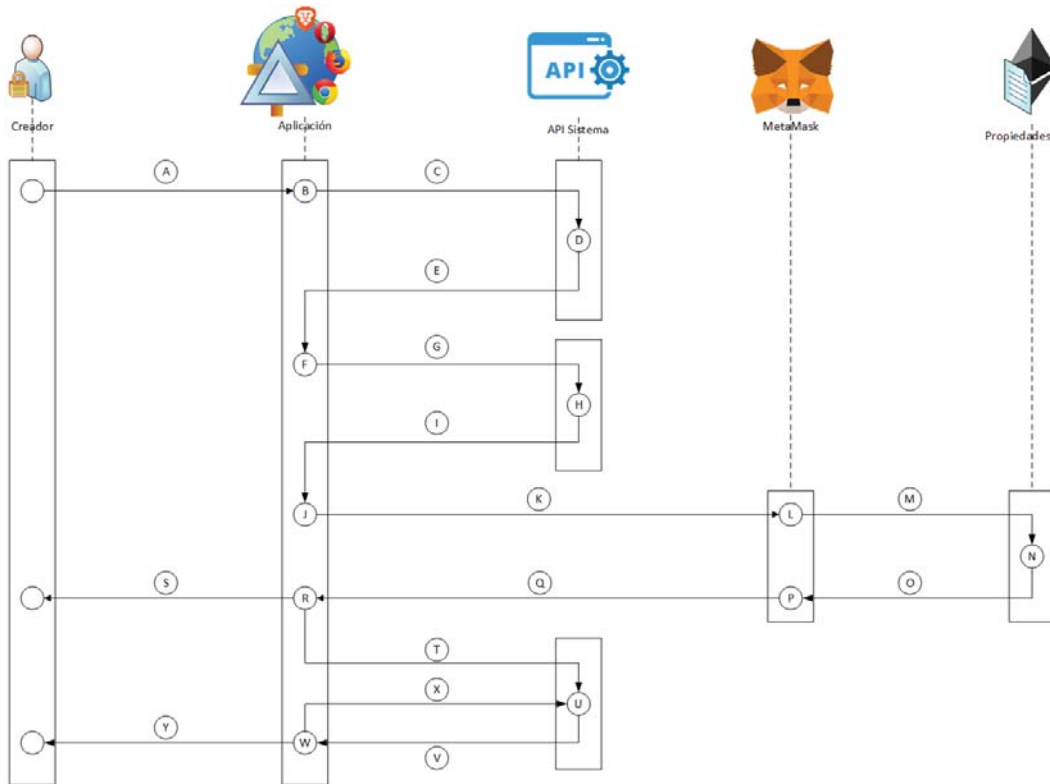 API
Creador
Aplicación
API Sistema
MetaMask
Propiedades
A
C
B
D
E
G
F
H
I
K
M
J
L
N
S
Q
O
R
P
T
X
U
Y
W
V